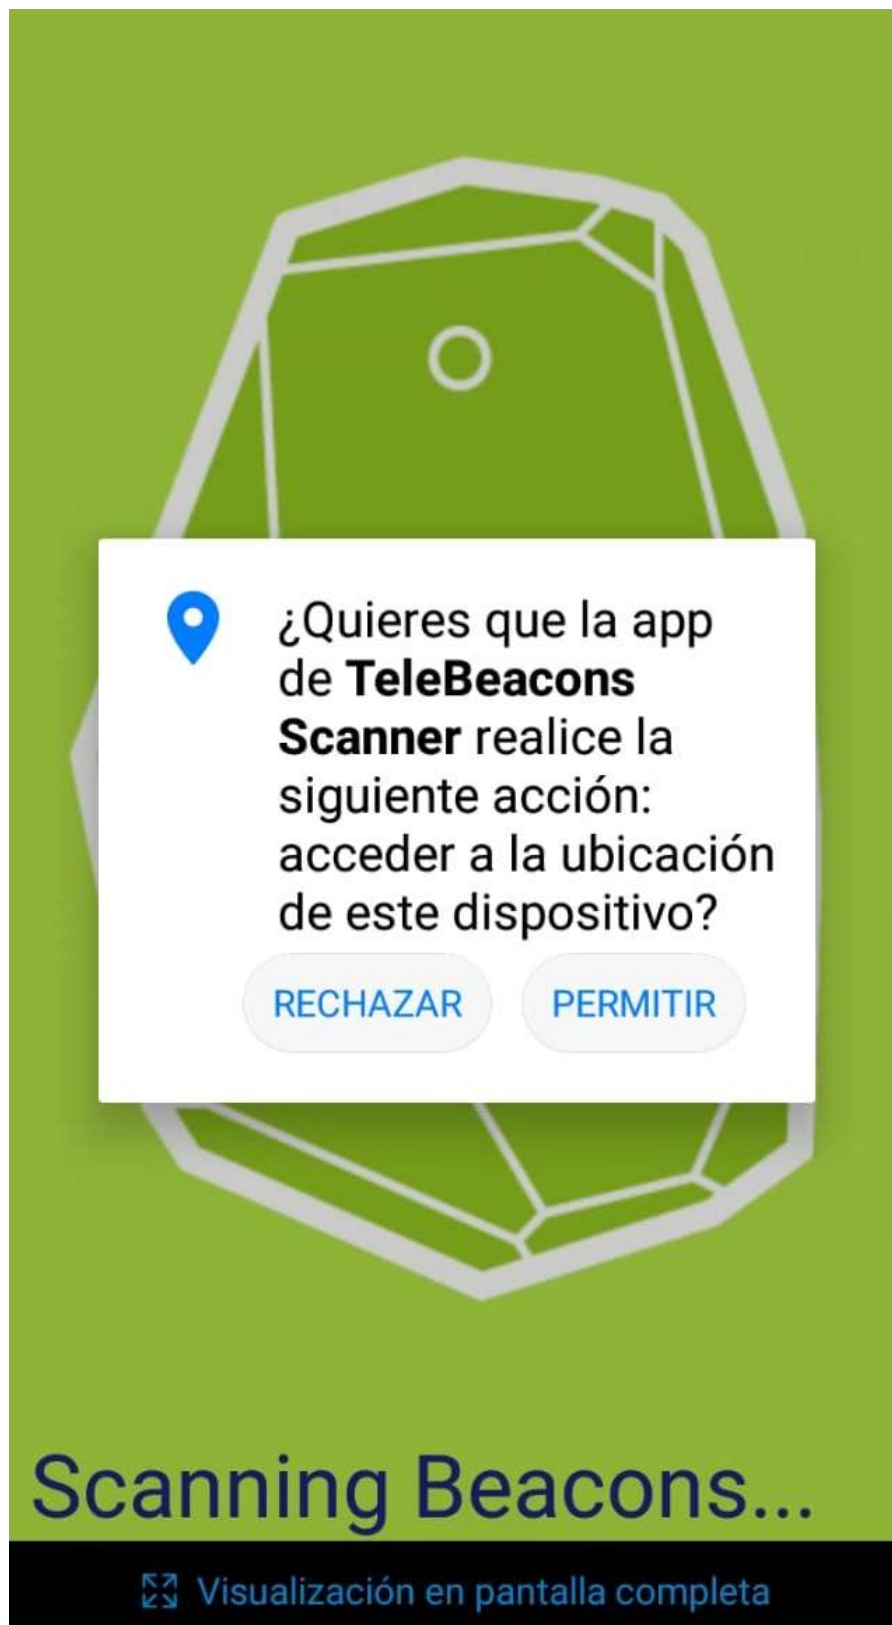 ¿Quieres que la app
de TeleBeacons
Scanner realice la
siguiente acción:
acceder a la ubicación
de este dispositivo?
RECHAZAR PERMITIR
Scanning Beacons...
Visualización en pantalla completa